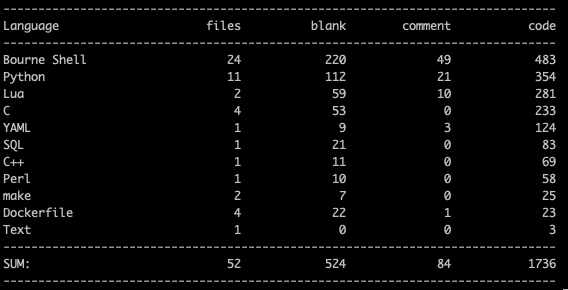 -------------------------------------------------------------------------------
Language                     files          blank        comment           code
-------------------------------------------------------------------------------
Bourne Shell                    24            220             49            483
Python                          11            112             21            354
Lua                              2             59             10            281
C                                4             53              0            233
YAML                             1              9              3            124
SQL                              1             21              0             83
C++                              1             11              0             69
Perl                             1             10              0             58
make                             2              7              0             25
Dockerfile                       4             22              1             23
Text                             1              0              0              3
-------------------------------------------------------------------------------
SUM:                            52            524             84           1736
-------------------------------------------------------------------------------